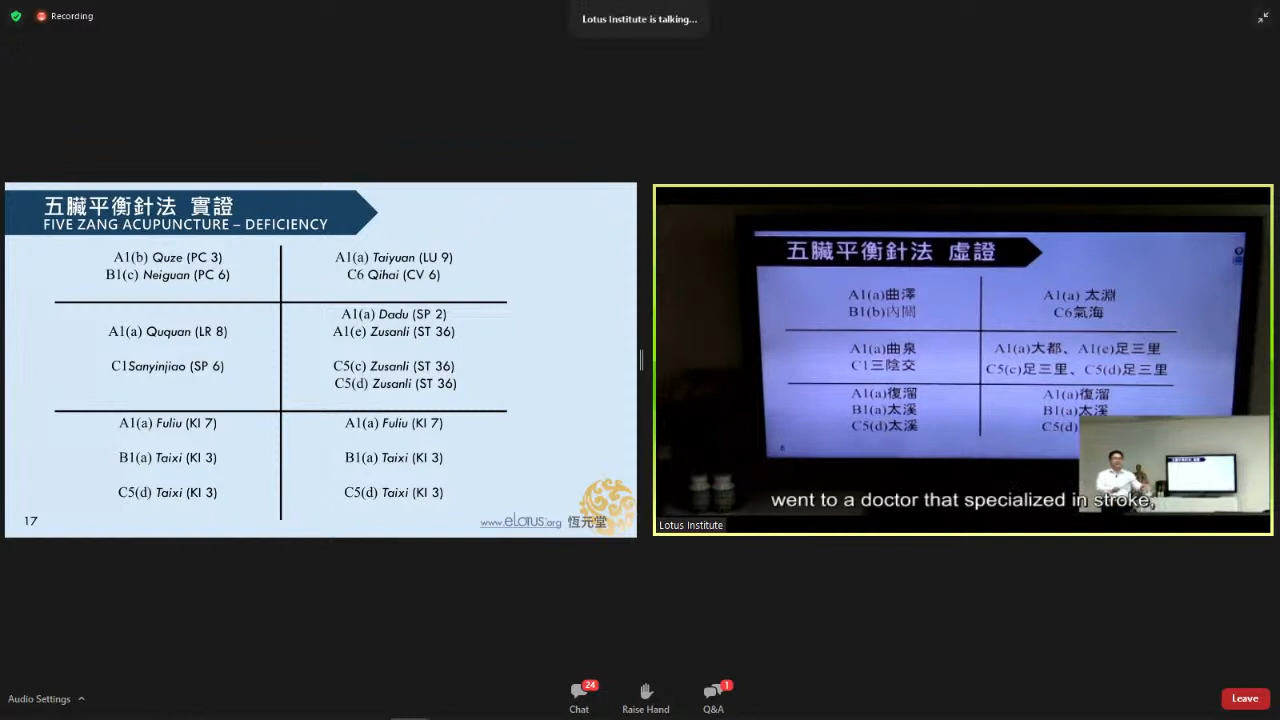 Recording
Lotus Institute is talking...
五臟平衡針法 實證
FIVE ZANG ACUPUNCTURE – DEFICIENCY
A1(b) Quze (PC 3)
B1(c) Neiguan (PC 6)
A1(a) Taiyuan (LU 9)
C6 Qihai (CV 6)
A1(a) Ququan (LR 8)
C1Sanyinjiao (SP 6)
A1(a) Dadu (SP 2)
A1(e) Zusanli (ST 36)
C5(c) Zusanli (ST 36)
C5(d) Zusanli (ST 36)
A1(a) Fuliu (KI 7)
B1(a) Taixi (KI 3)
C5(d) Taixi (KI 3)
A1(a) Fuliu (KI 7)
B1(a) Taixi (KI 3)
C5(d) Taixi (KI 3)
17
www.eLotus.org 恆元堂
五臟平衡針法 虛證
A1(a)曲澤
B1(b)內關
A1(a) 太淵
C6氣海
A1(a)曲泉
C1三陰交
A1(a)大都、A1(e)足三里
C5(c)足三里、C5(d)足三里
A1(a)復溜
B1(a)太溪
C5(d)太溪
A1(a)復溜
B1(a)太溪
C5(d)
went to a doctor that specialized in stroke,
Lotus Institute
Audio Settings
24
Chat
Raise Hand
1
Q&A
Leave